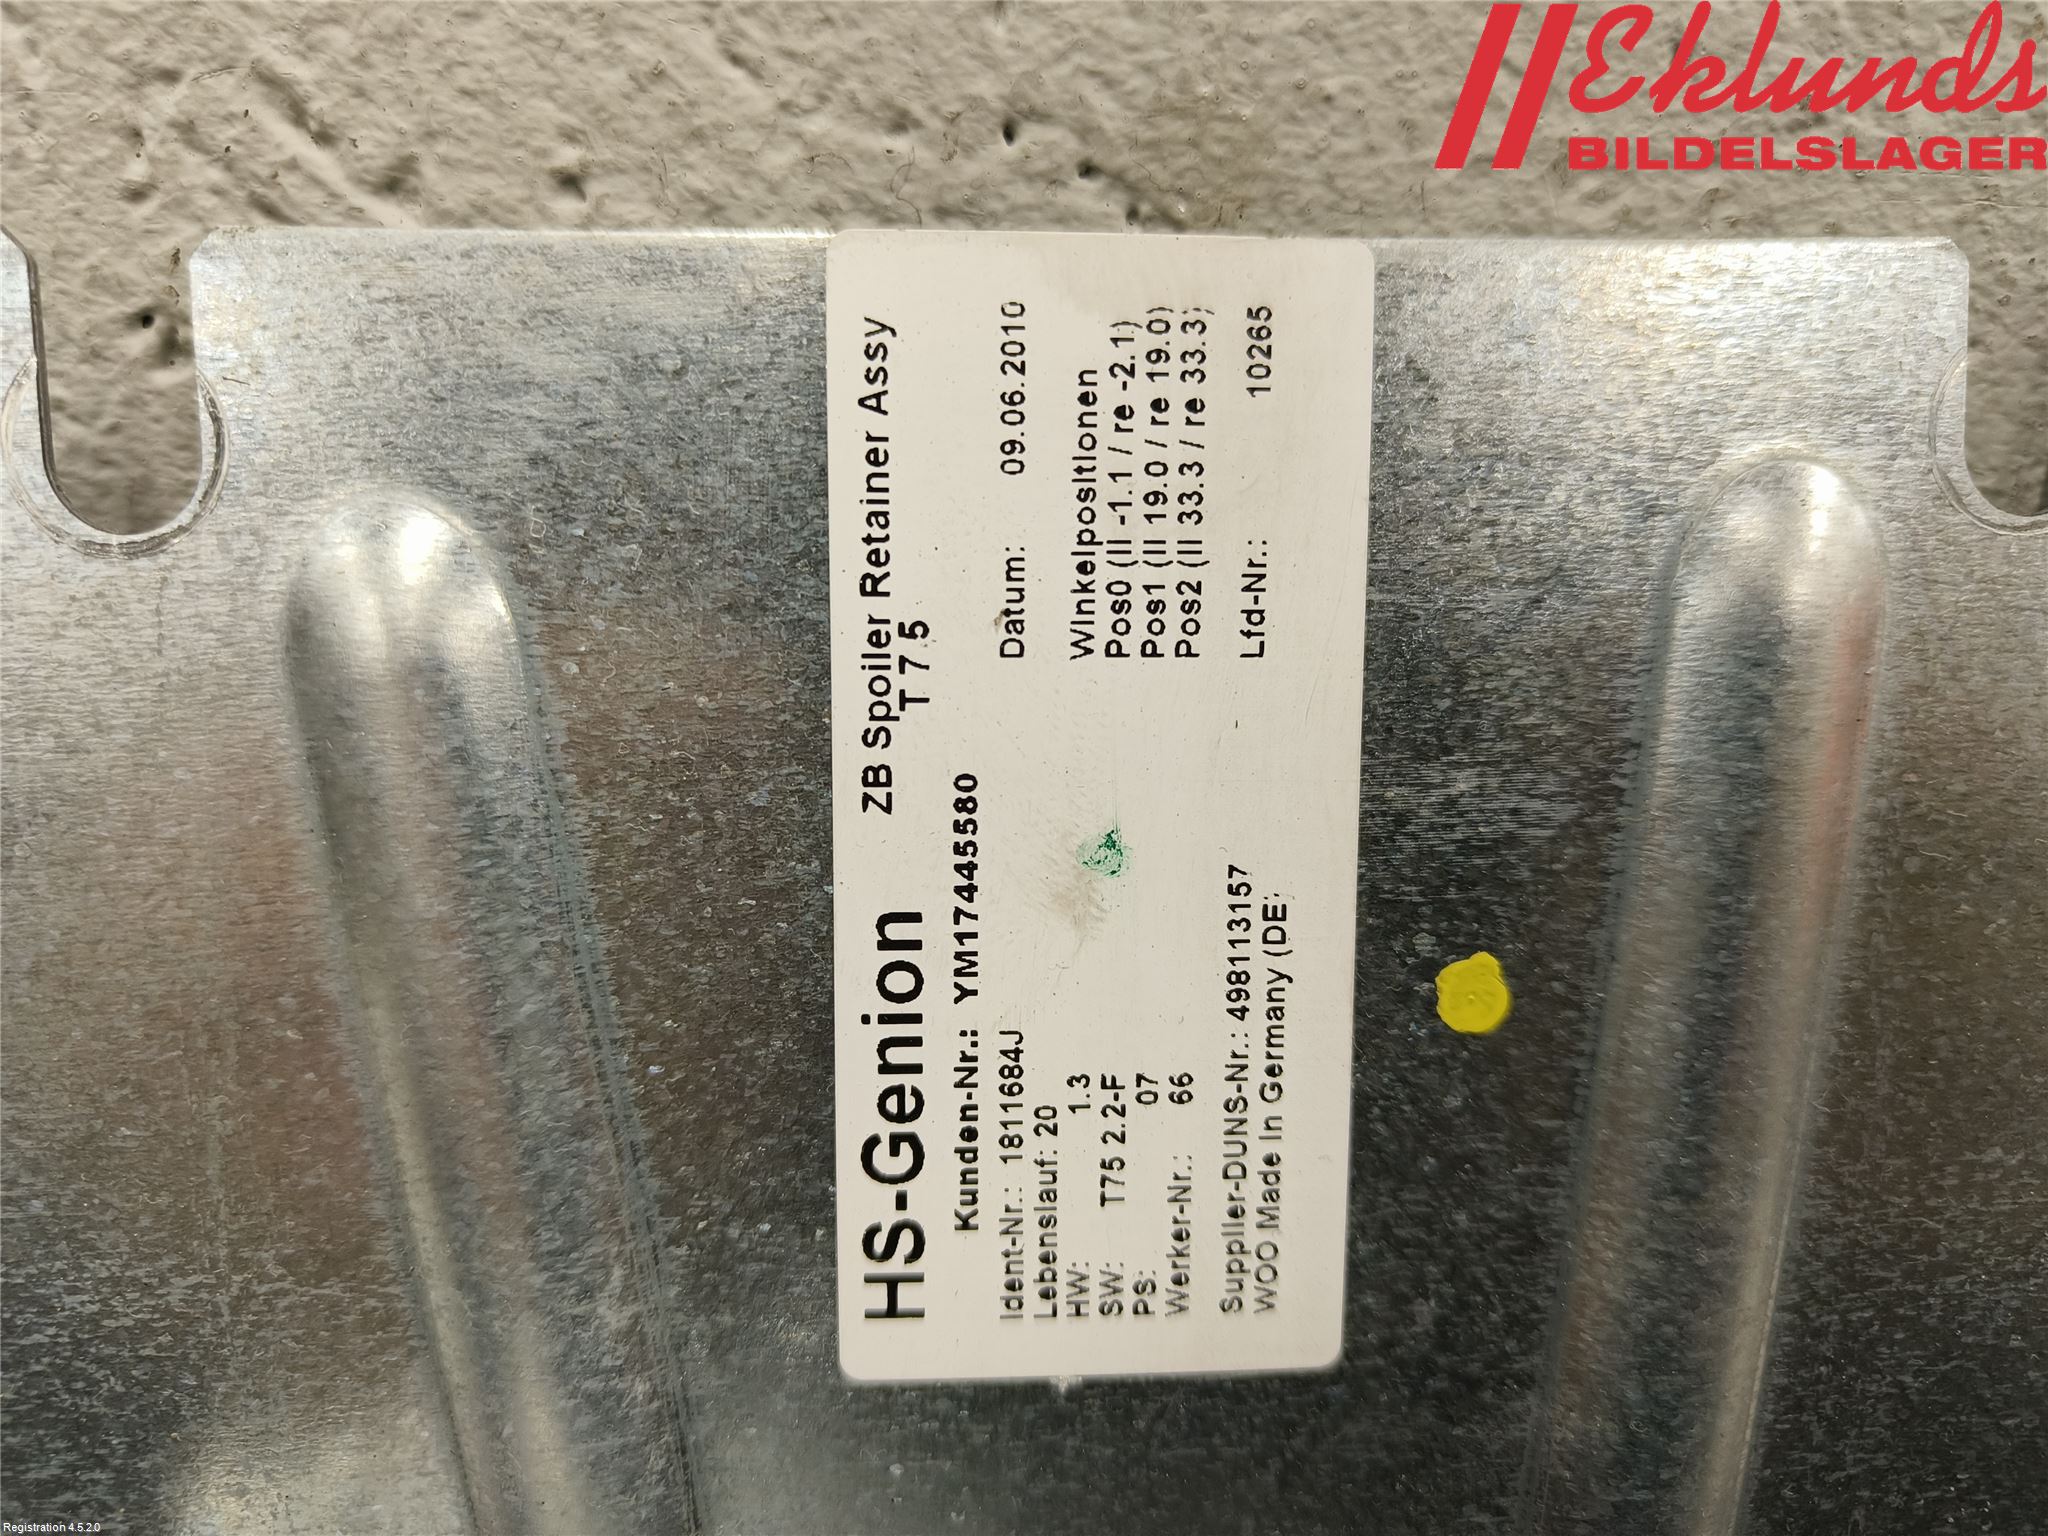 Eklunds
BILDELSLAGER
HS-Genion
ZB Spoiler Retainer Assy
T 7 5
Kunden-Nr.: YM17445580
Ident-Nr.: 1811684J
Lebenslauf: 20
HW: 1.3
SW: T75 2.2-F
PS: 07
Werker-Nr.: 66
Supplier-DUNS-Nr.: 498113157
WOO Made In Germany (DE)
Datum: 09.06.2010
Winkelpositionen
Pos0 (li -1.1 / re -2.1)
Pos1 (li 19.0 / re 19.0)
Pos2 (li 33.3 / re 33.3)
Lfd-Nr.: 10265
Registration 4.5.2.0